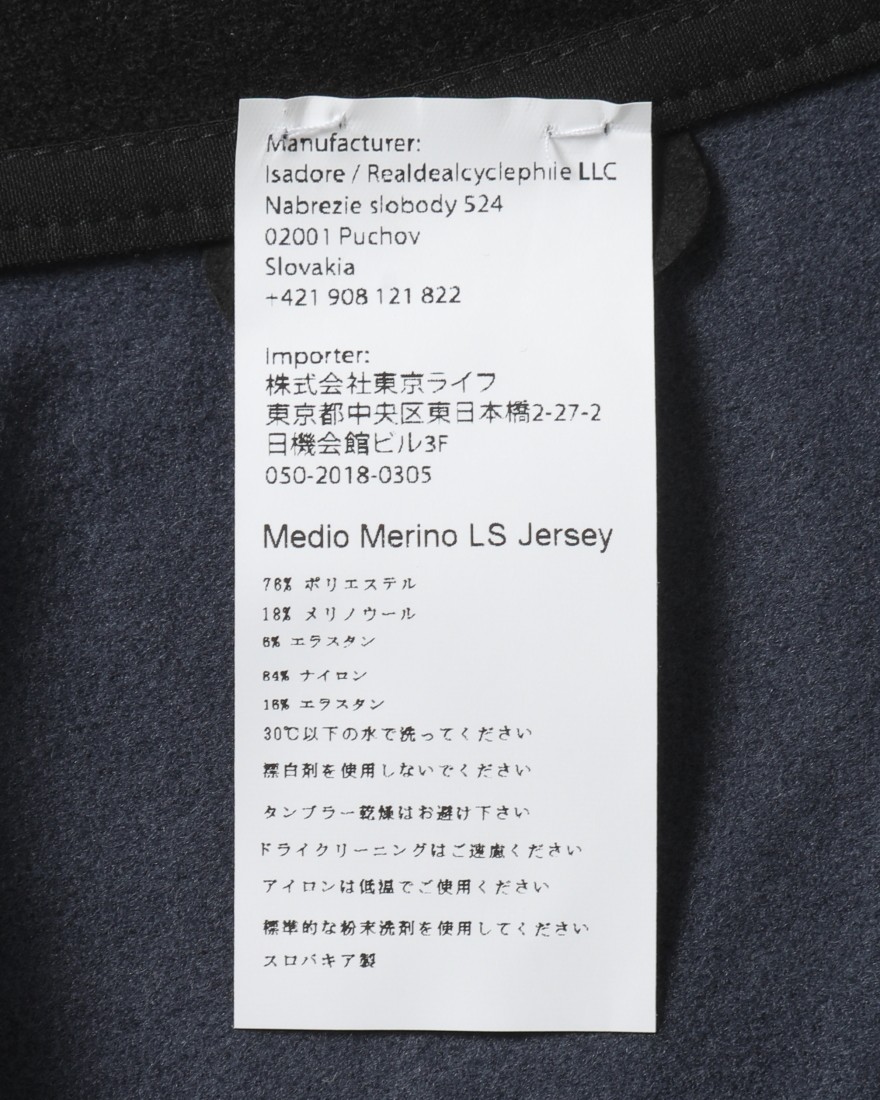 Manufacturer:
Isadore / Realdealcyclephile LLC
Nabrezie slobody 524
02001 Puchov
Slovakia
+421 908 121 822
Importer:
株式会社東京ライフ
東京都中央区東日本橋2-27-2
日機会館ビル3F
050-2018-0305
Medio Merino LS Jersey
76% ポリエステル
18% メリノウール
6% エラスタン
84% ナイロン
16% エラスタン
30℃以下の水で洗ってください
漂白剤を使用しないでください
タンブラー乾燥はお避け下さい
ドライクリーニングはご遠慮ください
アイロンは低温でご使用ください
標準的な粉末洗剤を使用してください
スロバキア製